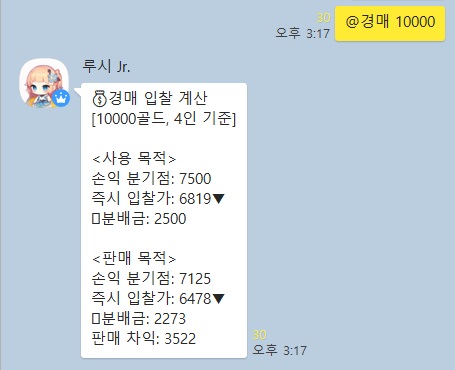 30
오후 3:17
@경매 10000
루시 Jr.
💰경매 입찰 계산
[10000골드, 4인 기준]
<사용 목적>
손익 분기점: 7500
즉시 입찰가: 6819▼
분배금: 2500
<판매 목적>
손익 분기점: 7125
즉시 입찰가: 6478▼
분배금: 2273
판매 차익: 3522
30
오후 3:17